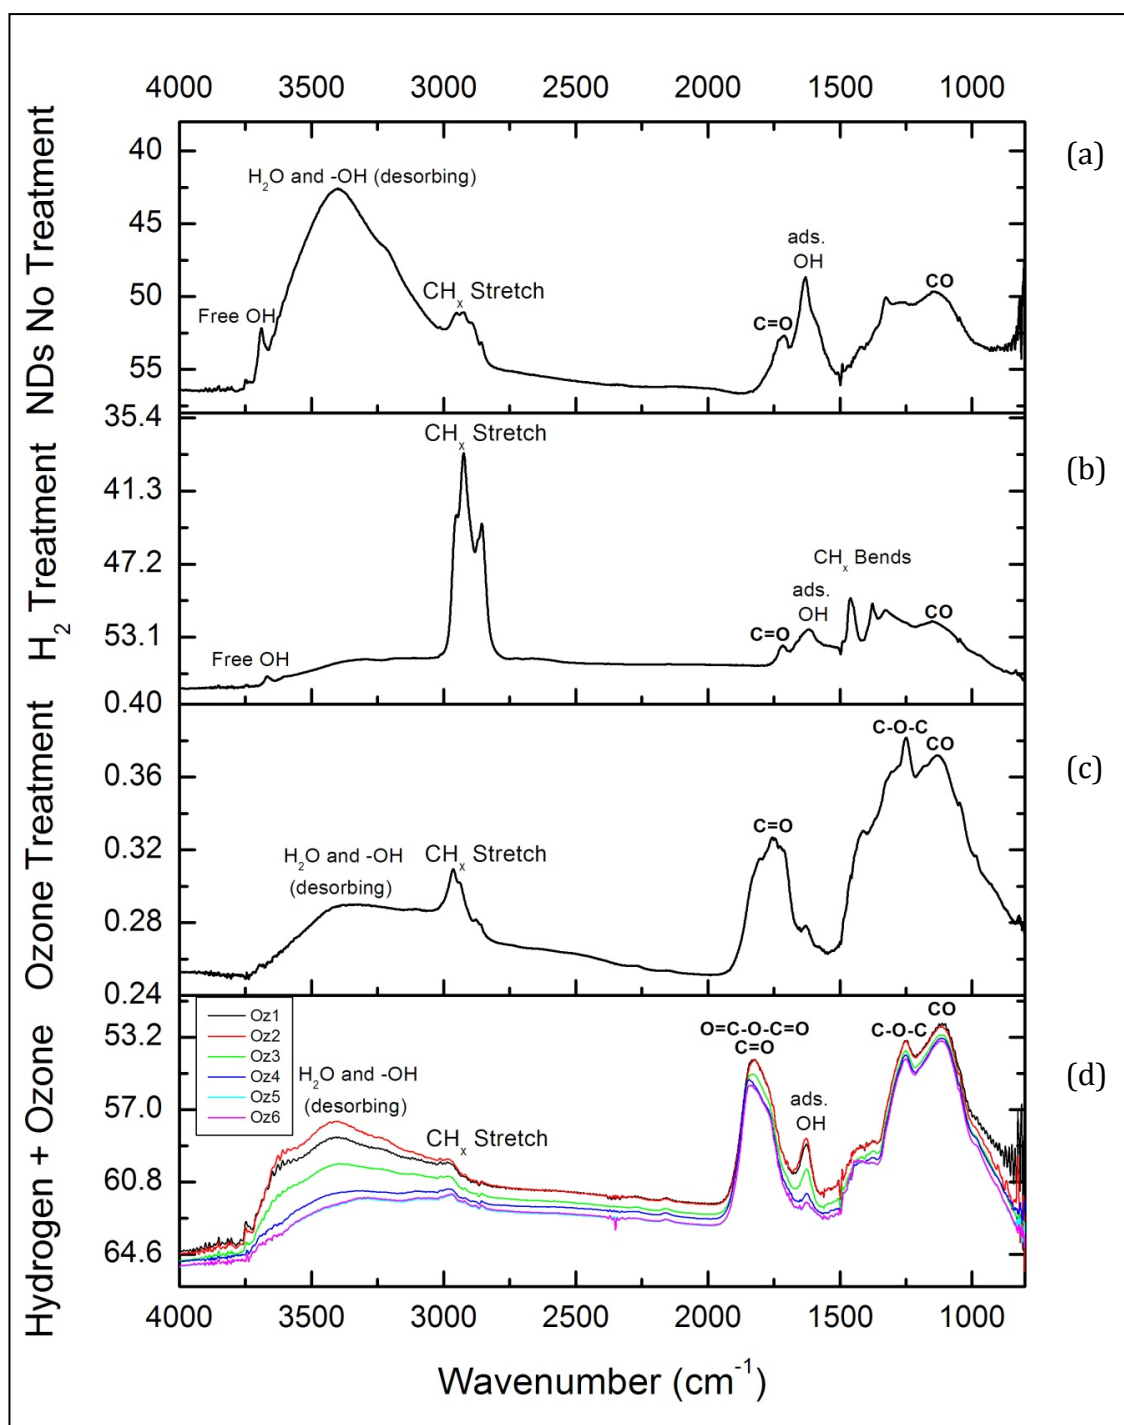 4000 3500 3000 2500 2000 1500 1000
NDs No Treatment
40
45
50
55
(a)
H₂O and -OH (desorbing)
Free OH
CHₓ Stretch
C=O
ads.
OH
CO
H₂ Treatment
35.4
41.3
47.2
53.1
(b)
CHₓ Stretch
Free OH
C=O
ads.
OH
CHₓ Bends
CO
Ozone Treatment
0.40
0.36
0.32
0.28
0.24
(c)
H₂O and -OH
(desorbing)
CHₓ Stretch
C=O
C-O-C
CO
Hydrogen + Ozone
53.2
57.0
60.8
64.6
(d)
Oz1
Oz2
Oz3
Oz4
Oz5
Oz6
H₂O and -OH
(desorbing)
CHₓ Stretch
O=C-O-C=O
C=O
ads.
OH
C-O-C
CO
4000 3500 3000 2500 2000 1500 1000
Wavenumber (cm⁻¹)